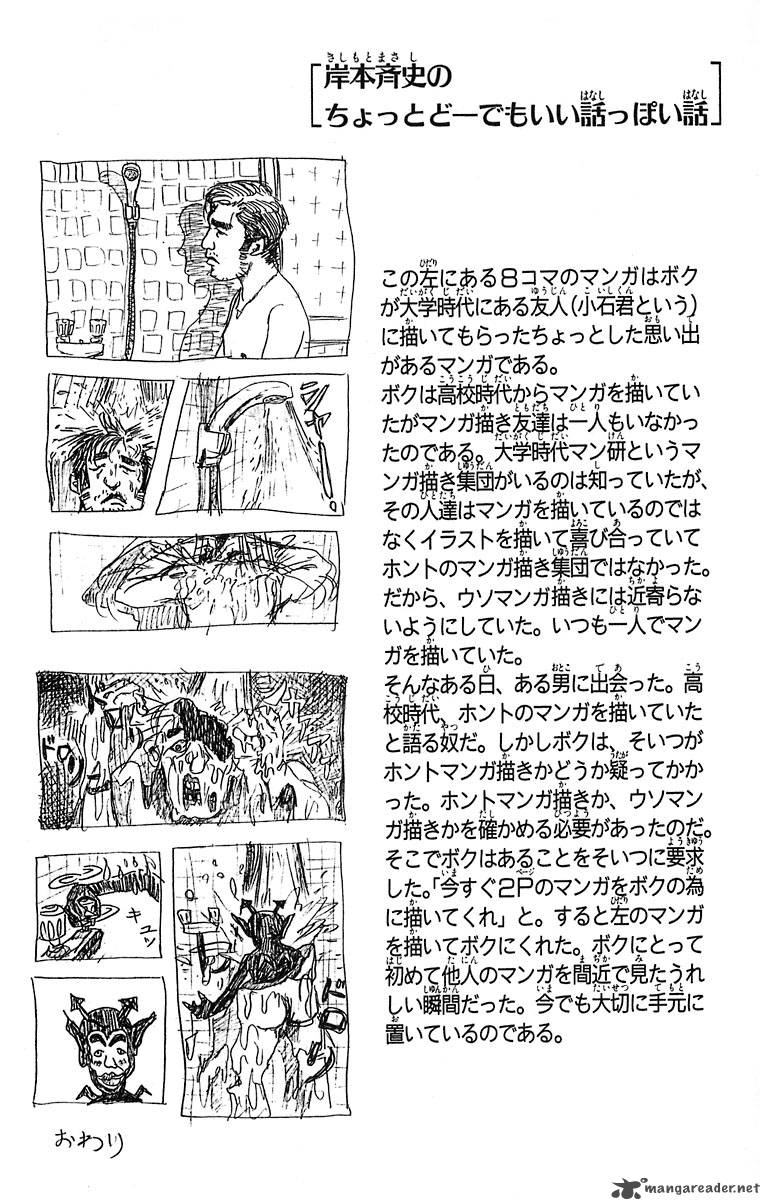 岸本斉史の
ちょっとどーでもいい話っぽい話
この左にある8コマのマンガはボク
が大学時代にある友人(小石君という)
に描いてもらったちょっとした思い出
があるマンガである。
ボクは高校時代からマンガを描いてい
たがマンガ描き友達は一人もいなかっ
たのである。大学時代マン研というマ
ンガ描き集団がいるのは知っていたが、
その人達はマンガを描いているのでは
なくイラストを描いて喜び合っていて
ホントのマンガ描き集団ではなかった。
だから、ウソマンガ描きには近寄らな
いようにしていた。いつも一人でマン
ガを描いていた。
そんなある日、ある男に出会った。高
校時代、ホントのマンガを描いていた
と語る奴だ。しかしボクは、そいつが
ホントマンガ描きかどうか疑ってかか
った。ホントマンガ描きか、ウソマン
ガ描きかを確かめる必要があったのだ。
そこでボクはあることをそいつに要求
した。「今すぐ2Pのマンガをボクの為
に描いてくれ」と。すると左のマンガ
を描いてボクにくれた。ボクにとって
初めて他人のマンガを間近で見たうれ
しい瞬間だった。今でも大切に手元に
置いているのである。
シャー
ドロ
キュッ
おわり
mangareader.net